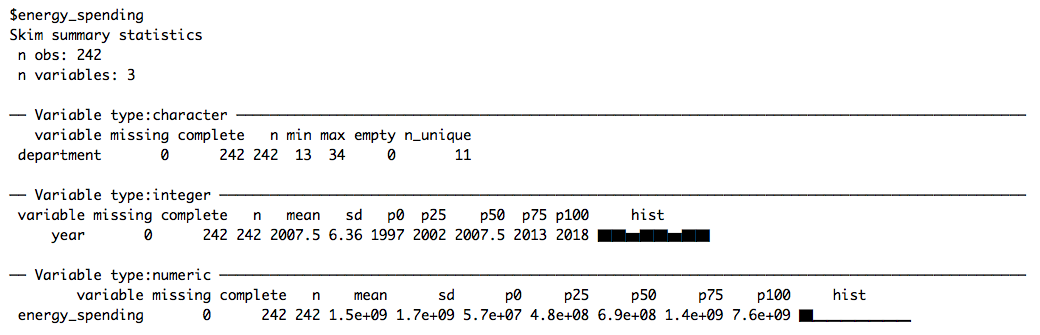 $energy_spending
Skim summary statistics
 n obs: 242
 n variables: 3

── Variable type:character ──────────────────────────────
   variable missing complete   n min max empty n_unique
 department       0      242 242  13  34     0       11

── Variable type:integer ──────────────────────────────
 variable missing complete   n   mean   sd   p0  p25    p50  p75 p100     hist
     year       0      242 242 2007.5 6.36 1997 2002 2007.5 2013 2018 ▇▇▆▇▇▆▇▇

── Variable type:numeric ──────────────────────────────
        variable missing complete   n    mean      sd      p0     p25     p50     p75    p100     hist
 energy_spending       0      242 242 1.5e+09 1.7e+09 5.7e+07 4.8e+08 6.9e+08 1.4e+09 7.6e+09 ▇▁▁▁▁▁▁▁